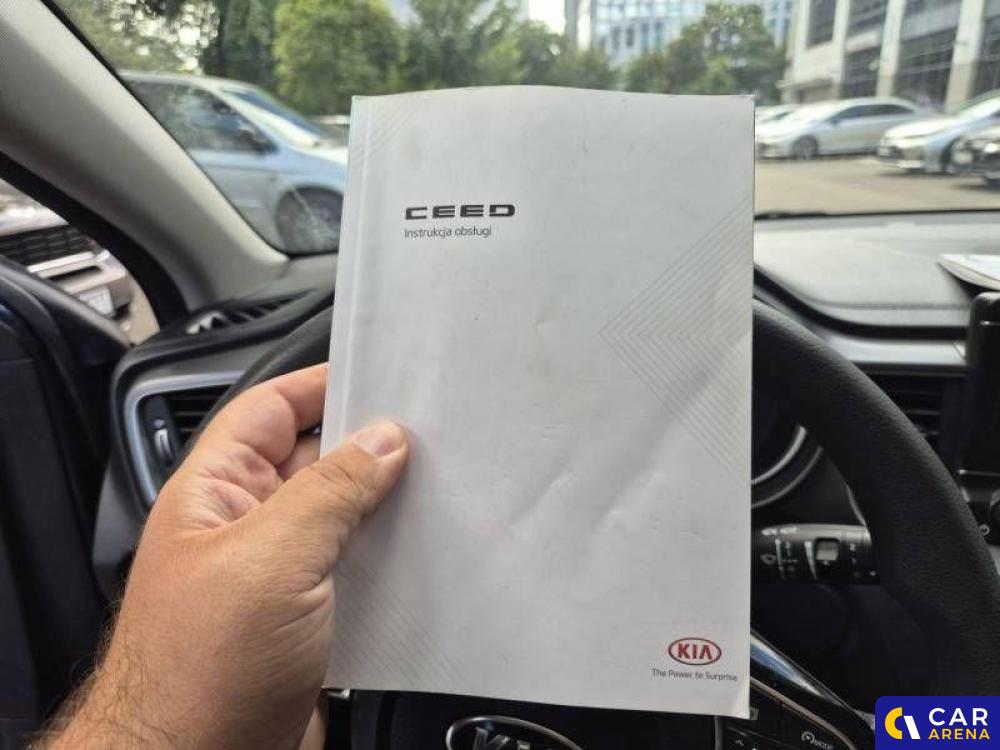 CEED
Instrukcja obsługi
KIA
The Power to Surprise
CAR
ARENA